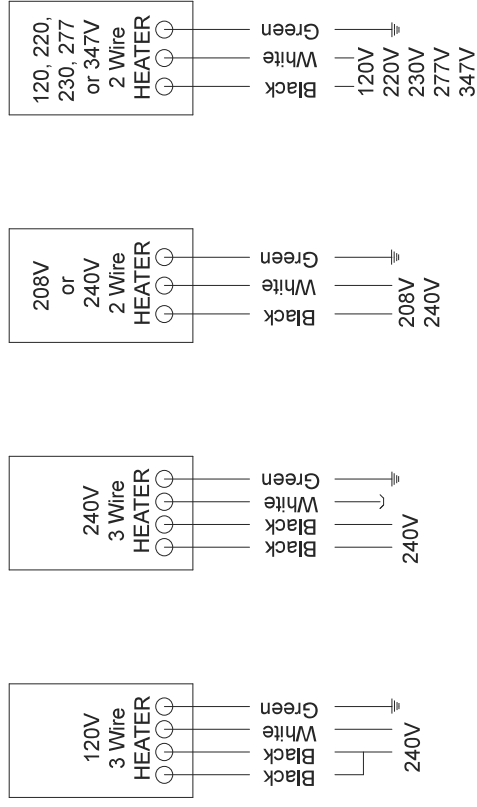 120V
3 Wire
HEATER
Black
Black
White
Green
240V
240V
3 Wire
HEATER
Black
Black
White
Green
240V
208V
or
240V
2 Wire
HEATER
Black
White
Green
208V
240V
120, 220,
230, 277
or 347V
2 Wire
HEATER
Black
White
Green
120V
220V
230V
277V
347V